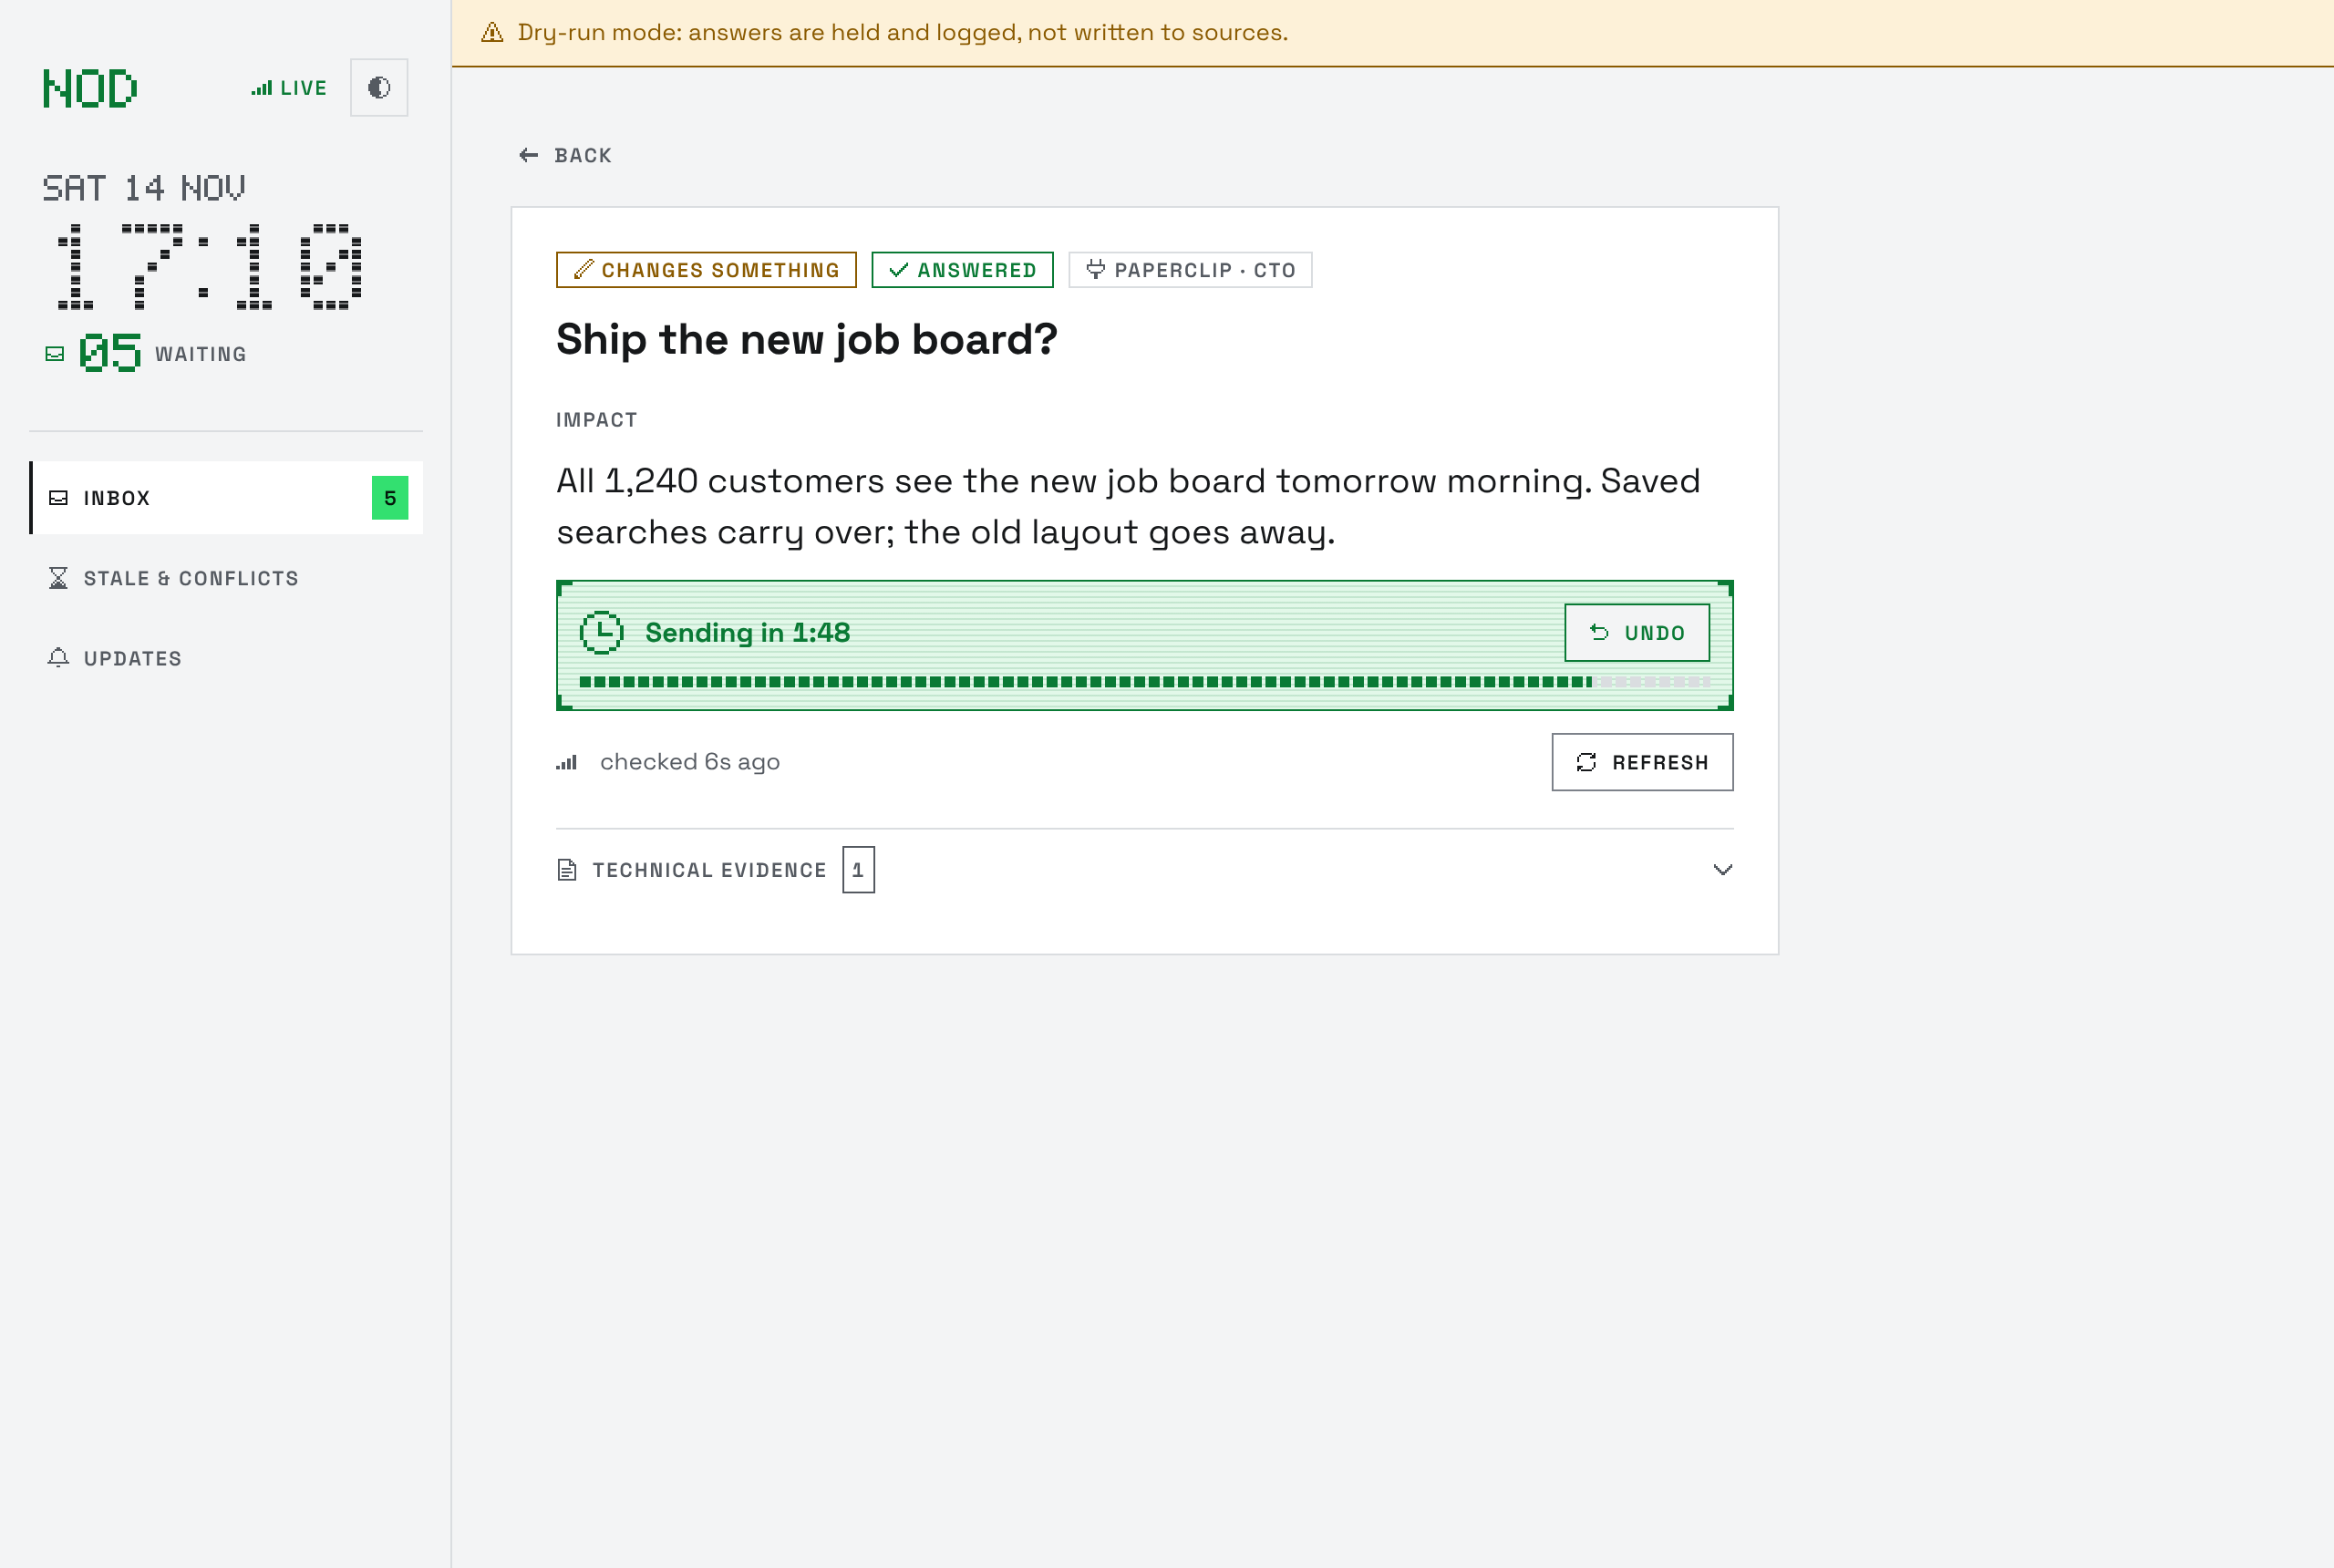 Dry-run mode: answers are held and logged, not written to sources.
NOD
LIVE
SAT 14 NOV
17:10
05 WAITING
INBOX 5
STALE & CONFLICTS
UPDATES
BACK
CHANGES SOMETHING
ANSWERED
PAPERCLIP · CTO
Ship the new job board?
IMPACT
All 1,240 customers see the new job board tomorrow morning. Saved
searches carry over; the old layout goes away.
Sending in 1:48
UNDO
checked 6s ago
REFRESH
TECHNICAL EVIDENCE 1